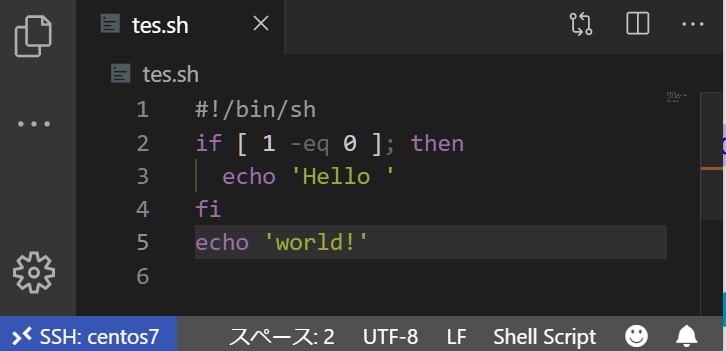 tes.sh
tes.sh
1 #!/bin/sh
2 if [ 1 -eq 0 ]; then
3 echo 'Hello '
4 fi
5 echo 'world!'
6
SSH: centos7 スペース: 2 UTF-8 LF Shell Script